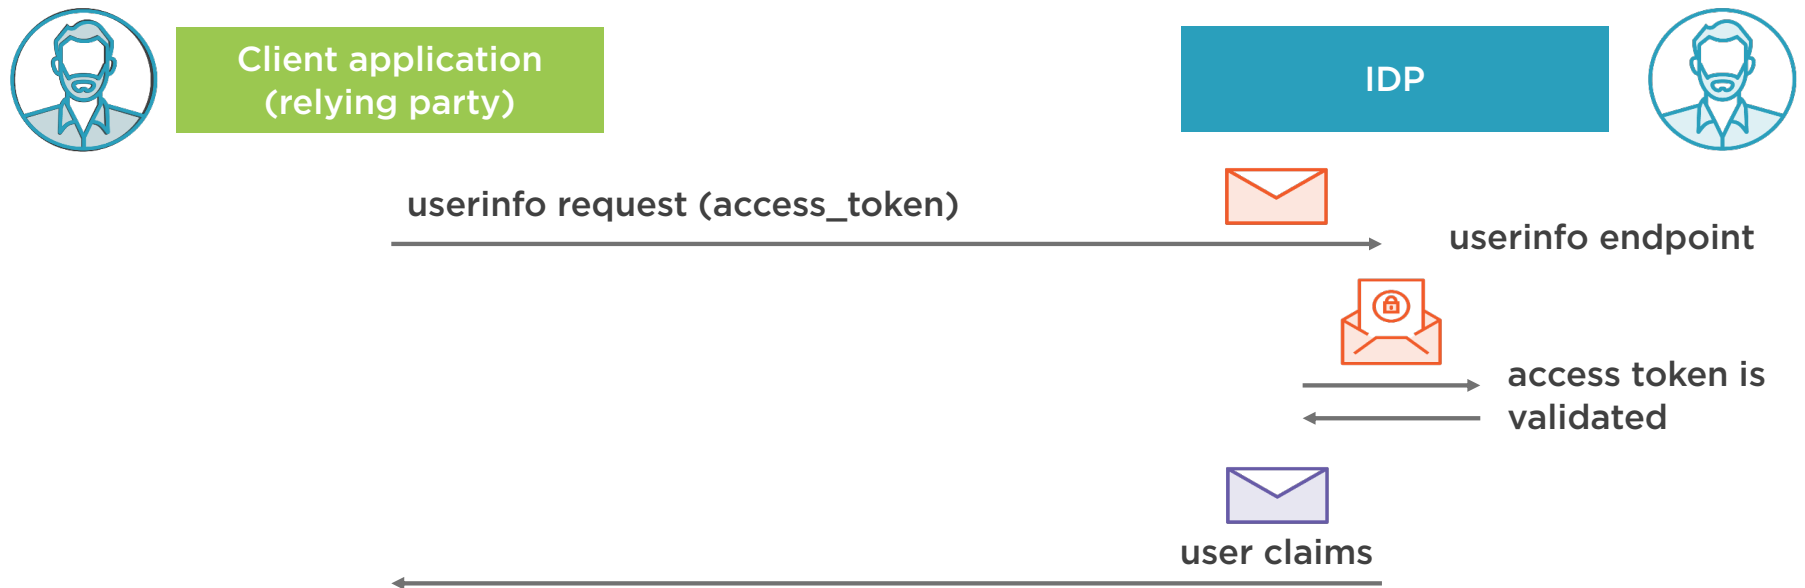 Client application
(relying party)
IDP
userinfo request (access_token)
userinfo endpoint
access token is
validated
user claims